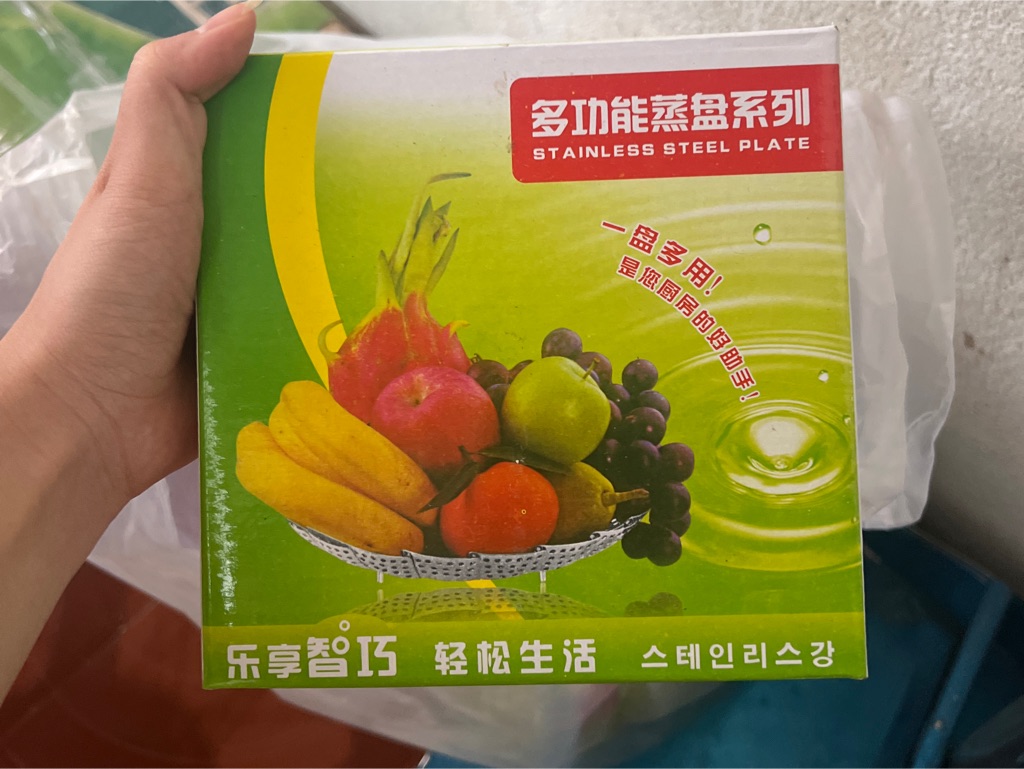 多功能蒸盘系列
STAINLESS STEEL PLATE
一盘多用!
是您厨房的好助手!
乐享智巧 轻松生活 스테인리스강